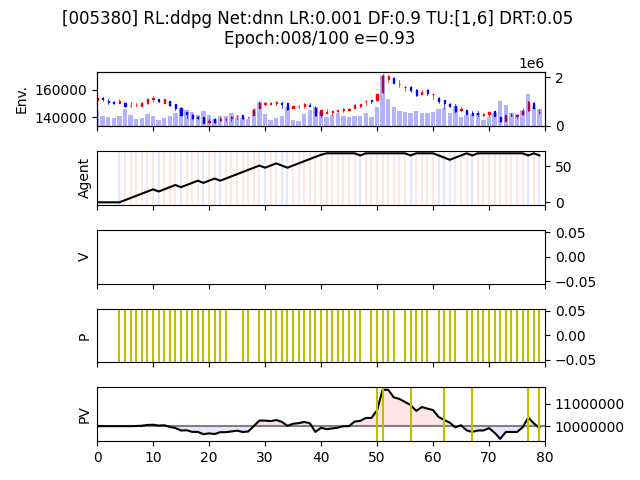 [005380] RL:ddpg Net:dnn LR:0.001 DF:0.9 TU:[1,6] DRT:0.05
Epoch:008/100 e=0.93
1e6
Env.
160000
140000
2
0
Agent
50
0
V
0.05
0.00
−0.05
P
0.05
0.00
−0.05
PV
11000000
10000000
0 10 20 30 40 50 60 70 80